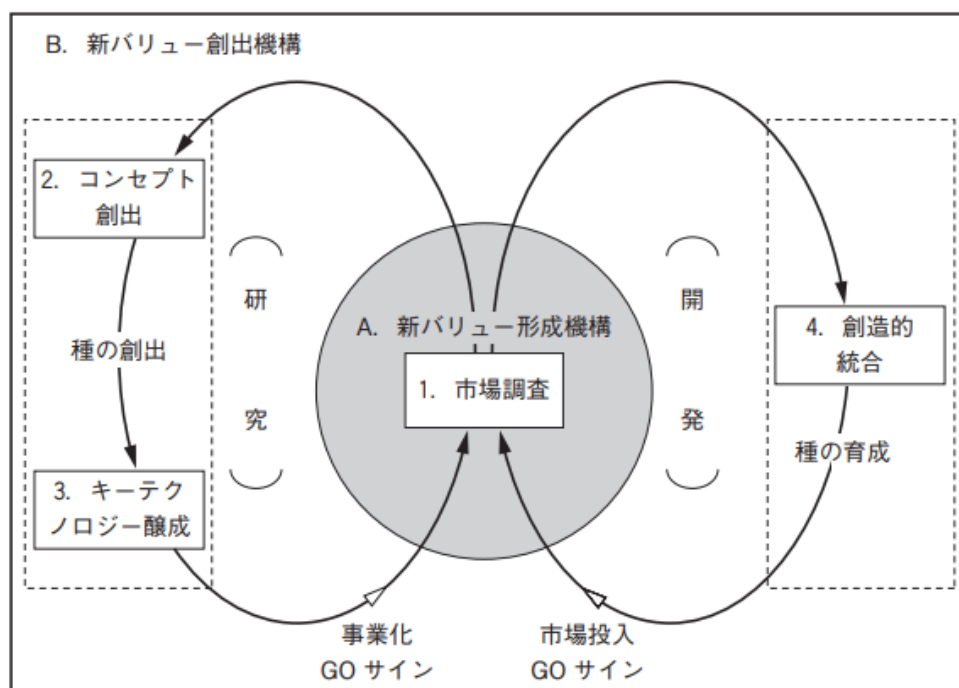 B. 新バリュー創出機構
2. コンセプト
創出
種の創出
3. キーテク
ノロジー醸成
（研究）
A. 新バリュー形成機構
1. 市場調査
（開発）
4. 創造的
統合
種の育成
事業化
GO サイン
市場投入
GO サイン